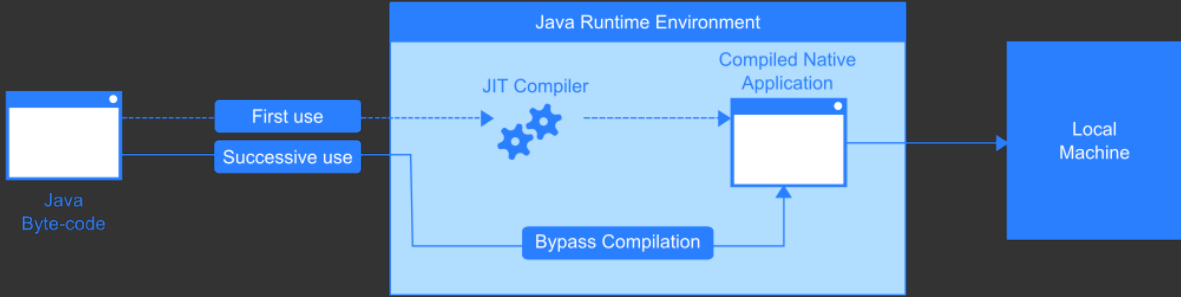 Java Runtime Environment
Compiled Native
Application
JIT Compiler
First use
Successive use
Java
Byte-code
Bypass Compilation
Local
Machine